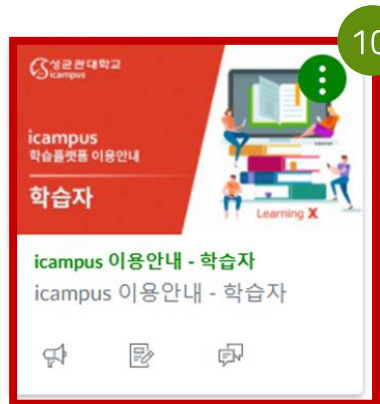 10
성균관대학교
icampus
icampus
학습플랫폼 이용안내
학습자
Learning X
icampus 이용안내 - 학습자
icampus 이용안내 - 학습자